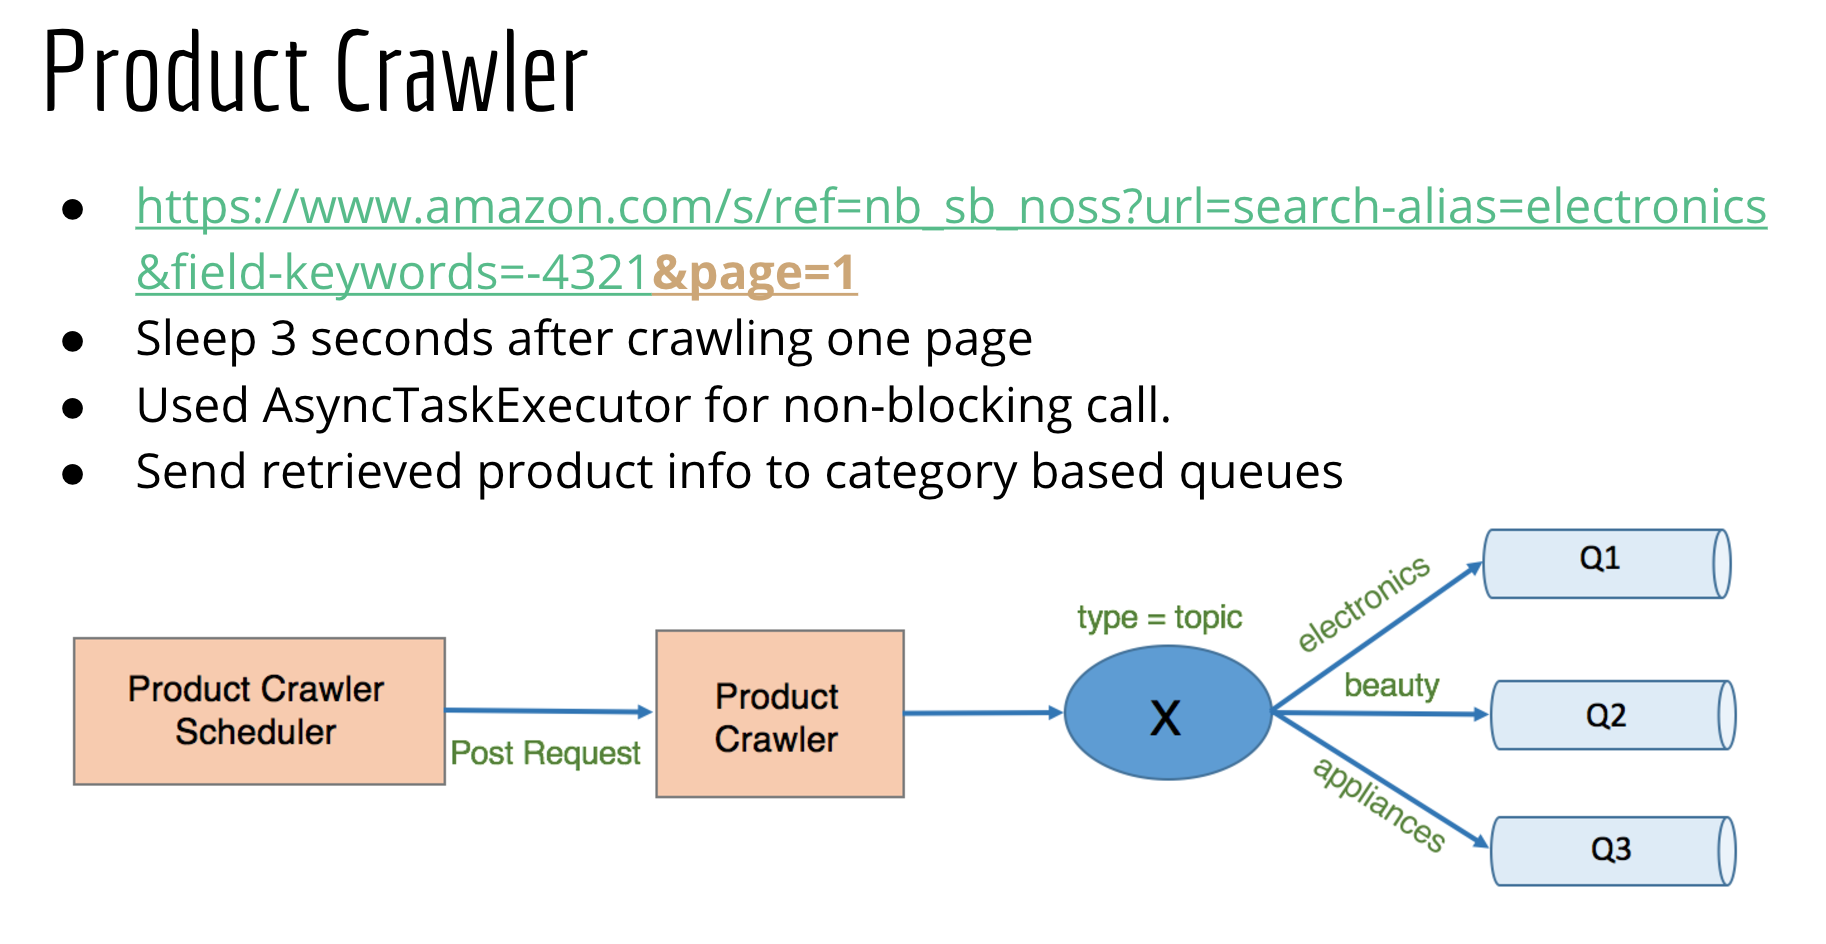 Product Crawler
● https://www.amazon.com/s/ref=nb_sb_noss?url=search-alias=electronics
&field-keywords=-4321&page=1
● Sleep 3 seconds after crawling one page
● Used AsyncTaskExecutor for non-blocking call.
● Send retrieved product info to category based queues
Product Crawler
Scheduler
Post Request
Product
Crawler
type = topic
X
electronics
beauty
appliances
Q1
Q2
Q3